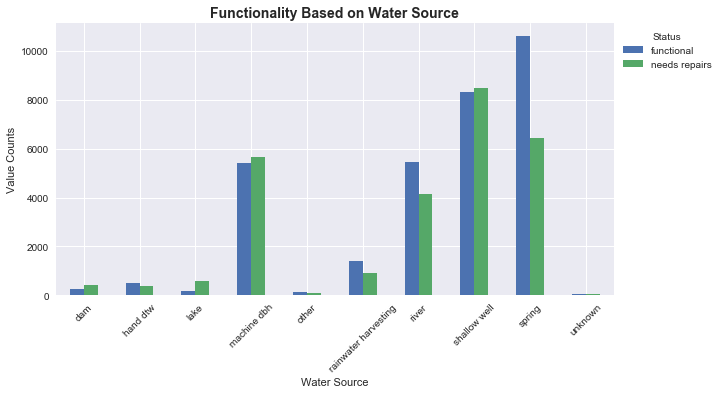 Functionality Based on Water Source
Status
functional
needs repairs
Value Counts
10000
8000
6000
4000
2000
0
dam
hand dtw
lake
machine dbh
other
rainwater harvesting
river
shallow well
spring
unknown
Water Source